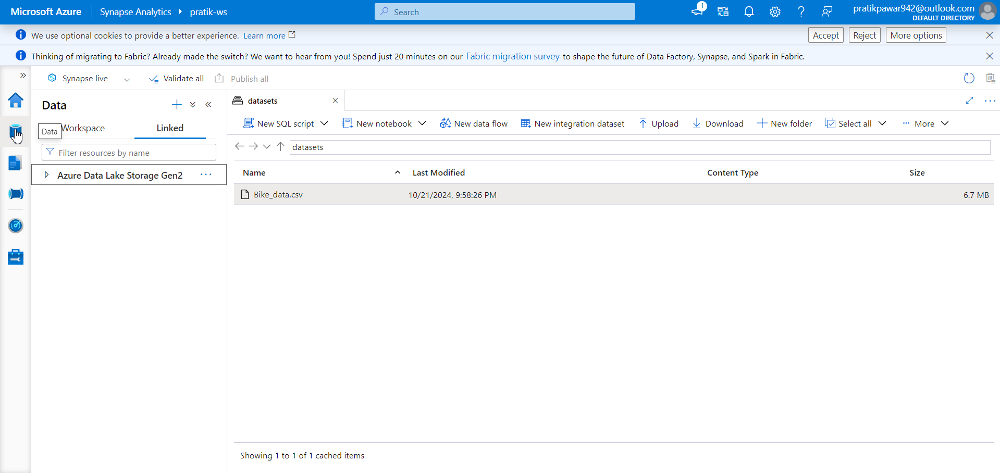 Microsoft Azure Synapse Analytics pratik-ws Search 1 pratikpawar942@outlook.com
DEFAULT DIRECTORY
We use optional cookies to provide a better experience. Learn more Accept Reject More options
Thinking of migrating to Fabric? Already made the switch? We want to hear from you! Spend just 20 minutes on our Fabric migration survey to shape the future of Data Factory, Synapse, and Spark in Fabric.
Synapse live Validate all Publish all
Data
Workspace Linked
Data
Filter resources by name
Azure Data Lake Storage Gen2
datasets
New SQL script New notebook New data flow New integration dataset Upload Download New folder Select all More
datasets
Name Last Modified Content Type Size
Bike_data.csv 10/21/2024, 9:58:26 PM 6.7 MB
Showing 1 to 1 of 1 cached items